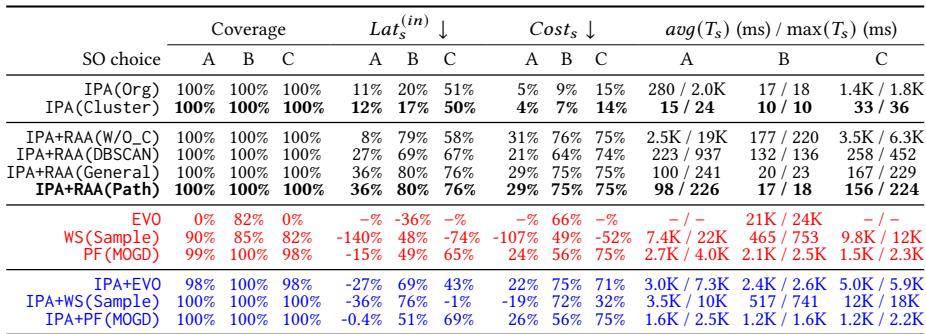 Coverage Lat_s^(in) ↓ Cost_s ↓ avg(T_s) (ms) / max(T_s) (ms)
SO choice A B C A B C A B C A B C
IPA(Org) 100% 100% 100% 11% 20% 51% 5% 9% 15% 280 / 2.0K 17 / 18 1.4K / 1.8K
IPA(Cluster) 100% 100% 100% 12% 17% 50% 4% 7% 14% 15 / 24 10 / 10 33 / 36
IPA+RAA(W/O_C) 100% 100% 100% 8% 79% 58% 31% 76% 75% 2.5K / 19K 177 / 220 3.5K / 6.3K
IPA+RAA(DBSCAN) 100% 100% 100% 27% 69% 67% 21% 64% 74% 223 / 937 132 / 136 258 / 452
IPA+RAA(General) 100% 100% 100% 36% 80% 76% 29% 75% 75% 100 / 241 20 / 23 167 / 229
IPA+RAA(Path) 100% 100% 100% 36% 80% 76% 29% 75% 75% 98 / 226 17 / 18 156 / 224
EVO 0% 82% 0% –% -36% –% –% 66% –% – / – 21K / 24K – / –
WS(Sample) 90% 85% 82% -140% 48% -74% -107% 49% -52% 7.4K / 22K 465 / 753 9.8K / 12K
PF(MOGD) 99% 100% 98% -15% 49% 65% 24% 56% 75% 2.7K / 4.0K 2.1K / 2.5K 1.5K / 2.3K
IPA+EVO 98% 100% 98% -27% 69% 43% 22% 75% 71% 3.0K / 7.3K 2.4K / 2.6K 5.0K / 5.9K
IPA+WS(Sample) 100% 100% 100% -36% 76% -1% -19% 72% 32% 3.5K / 10K 517 / 741 12K / 18K
IPA+PF(MOGD) 100% 100% 100% -0.4% 51% 69% 26% 56% 75% 1.6K / 2.5K 1.2K / 1.6K 1.2K / 2.2K